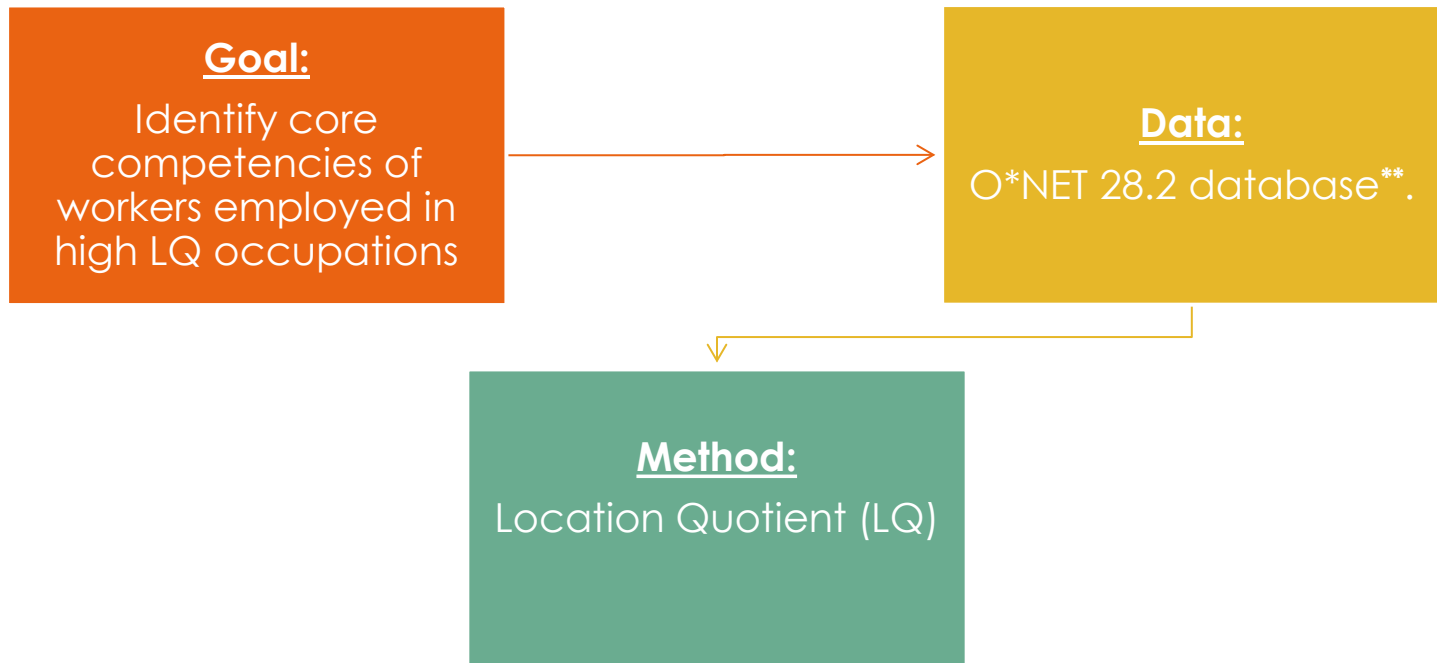 Goal:
Identify core
competencies of
workers employed in
high LQ occupations
Data:
O*NET 28.2 database**.
Method:
Location Quotient (LQ)